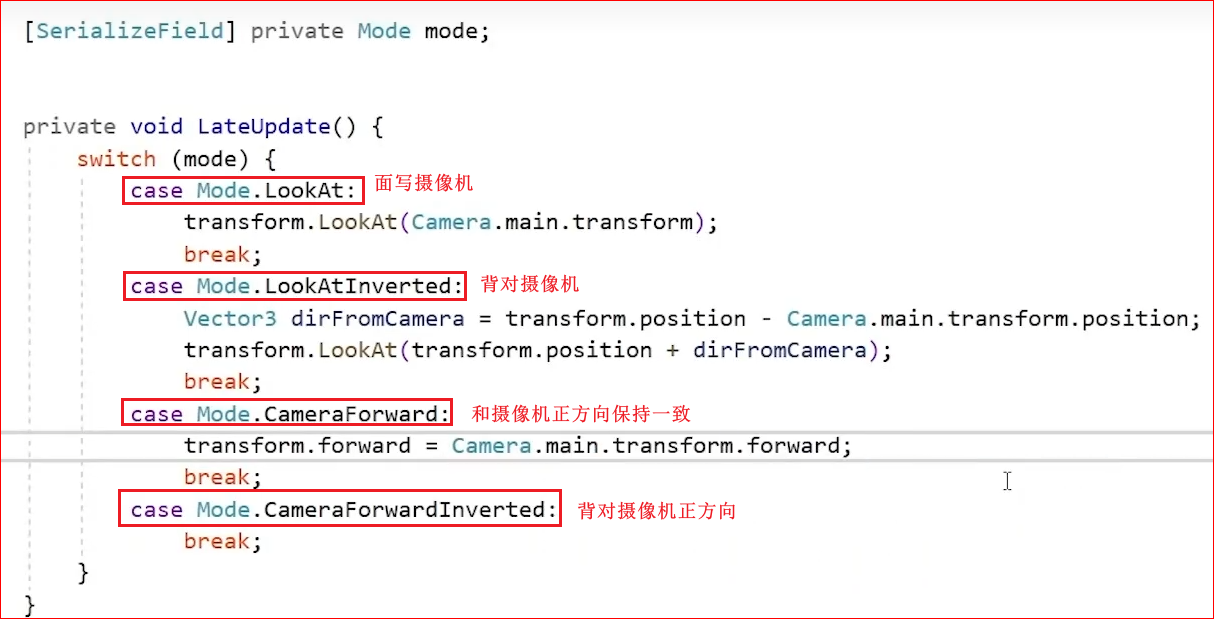 [SerializeField] private Mode mode;
private void LateUpdate() {
switch (mode) {
case Mode.LookAt: 面写摄像机
transform.LookAt(Camera.main.transform);
break;
case Mode.LookAtInverted: 背对摄像机
Vector3 dirFromCamera = transform.position - Camera.main.transform.position;
transform.LookAt(transform.position + dirFromCamera);
break;
case Mode.CameraForward: 和摄像机正方向保持一致
transform.forward = Camera.main.transform.forward;
break;
case Mode.CameraForwardInverted: 背对摄像机正方向
break;
}
}